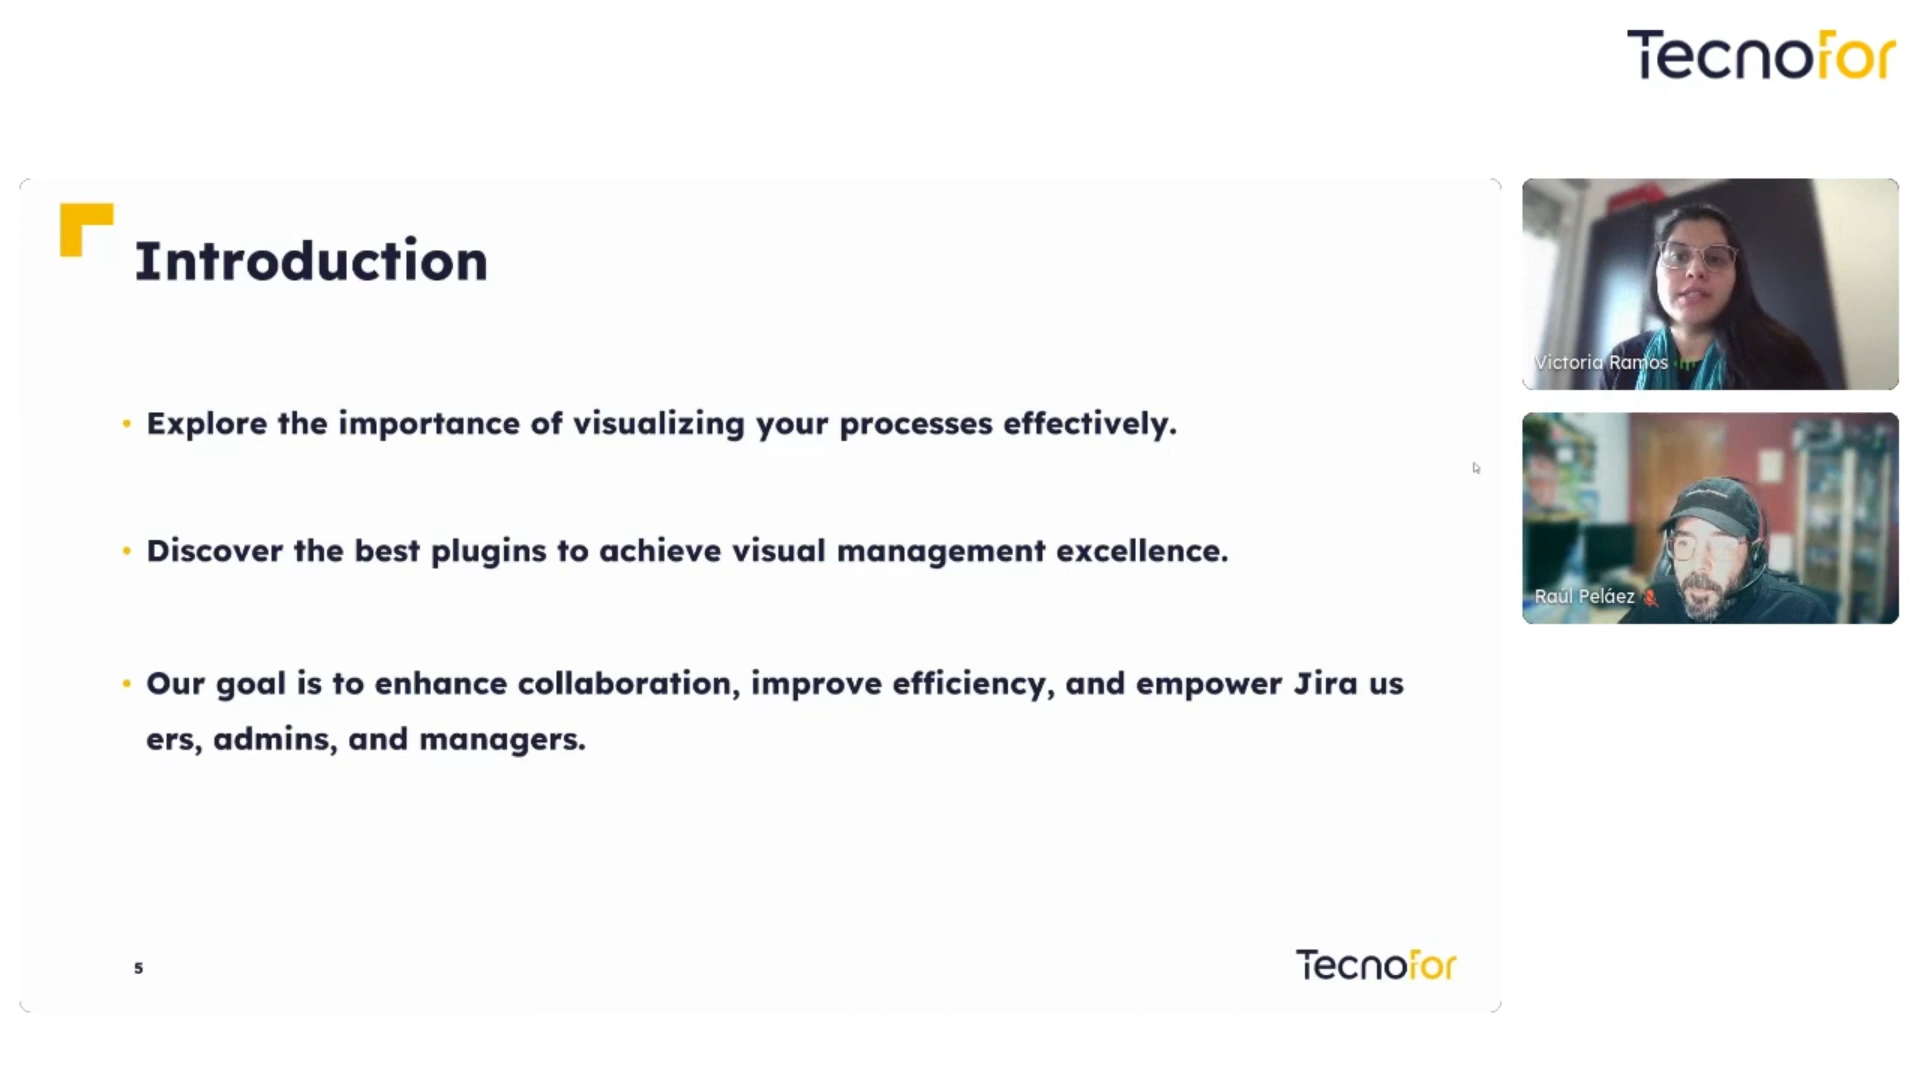 Tecnofor
Introduction
• Explore the importance of visualizing your processes effectively.
• Discover the best plugins to achieve visual management excellence.
• Our goal is to enhance collaboration, improve efficiency, and empower Jira us
ers, admins, and managers.
5
Tecnofor
Victoria Ramos
Raúl Peláez